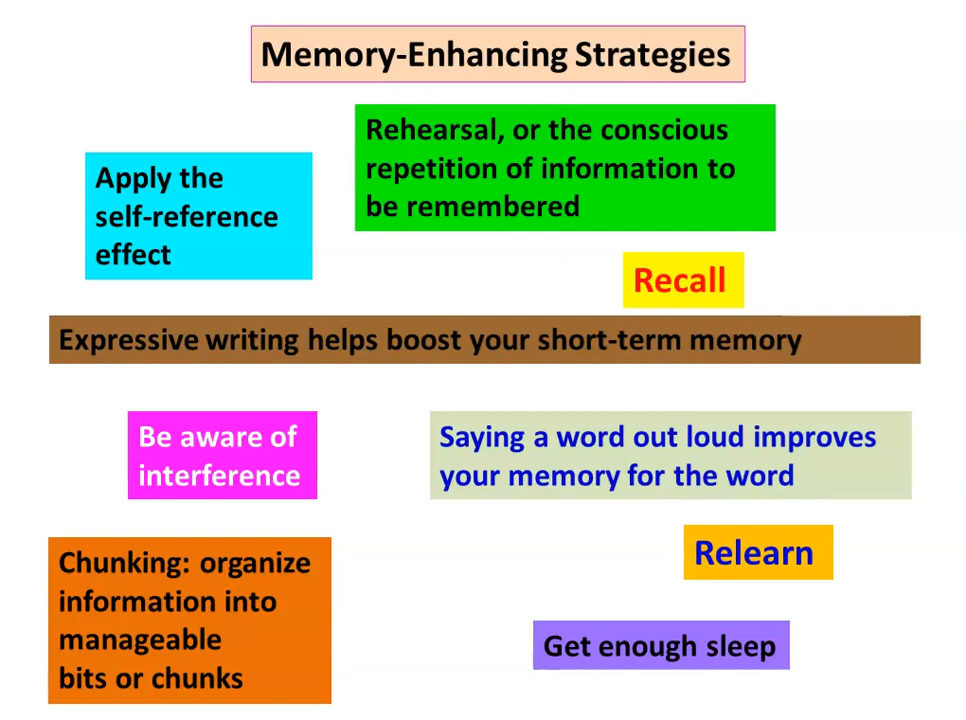 Memory-Enhancing Strategies
Rehearsal, or the conscious
repetition of information to
be remembered
Apply the
self-reference
effect
Recall
Expressive writing helps boost your short-term memory
Be aware of
interference
Saying a word out loud improves
your memory for the word
Relearn
Chunking: organize
information into
manageable
bits or chunks
Get enough sleep